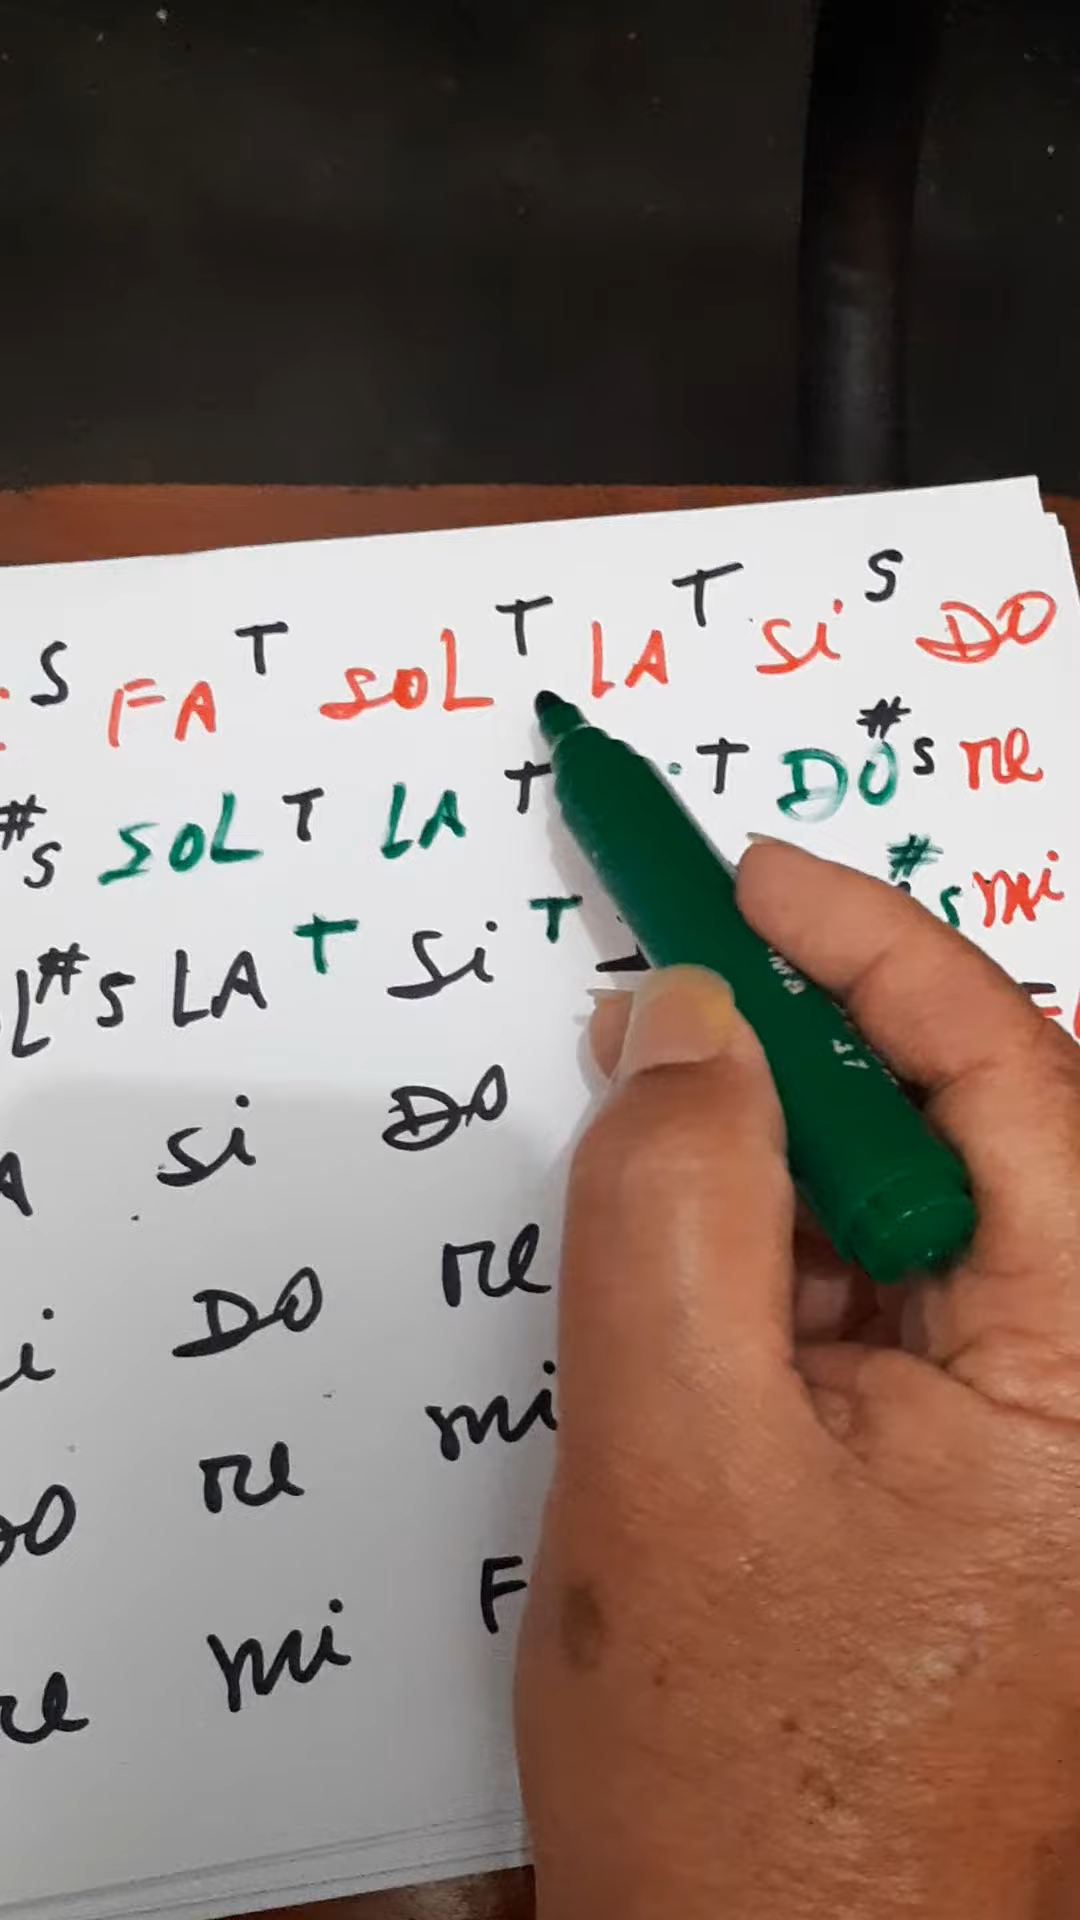 S FA T SOL T LA T Si S DO
# S SOL T LA T T DO # S re
L # S LA T Si T # S mi
A Si DO
i DO re
DO re mi
re mi F